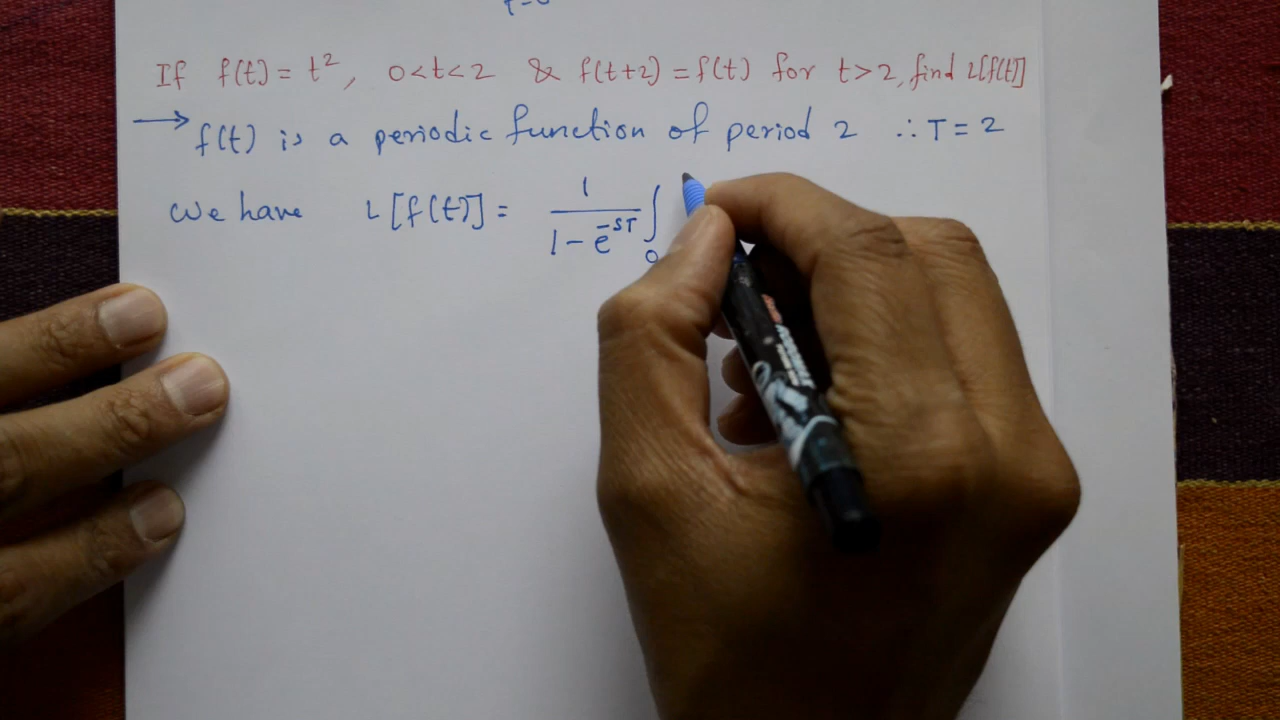 If f(t) = t², 0<t<2 & f(t+2) = f(t) for t>2, find L[f(t)]
→ f(t) is a periodic function of period 2 ∴ T = 2
We have L[f(t)] = 1 / 1 - e^-ST ∫ 0